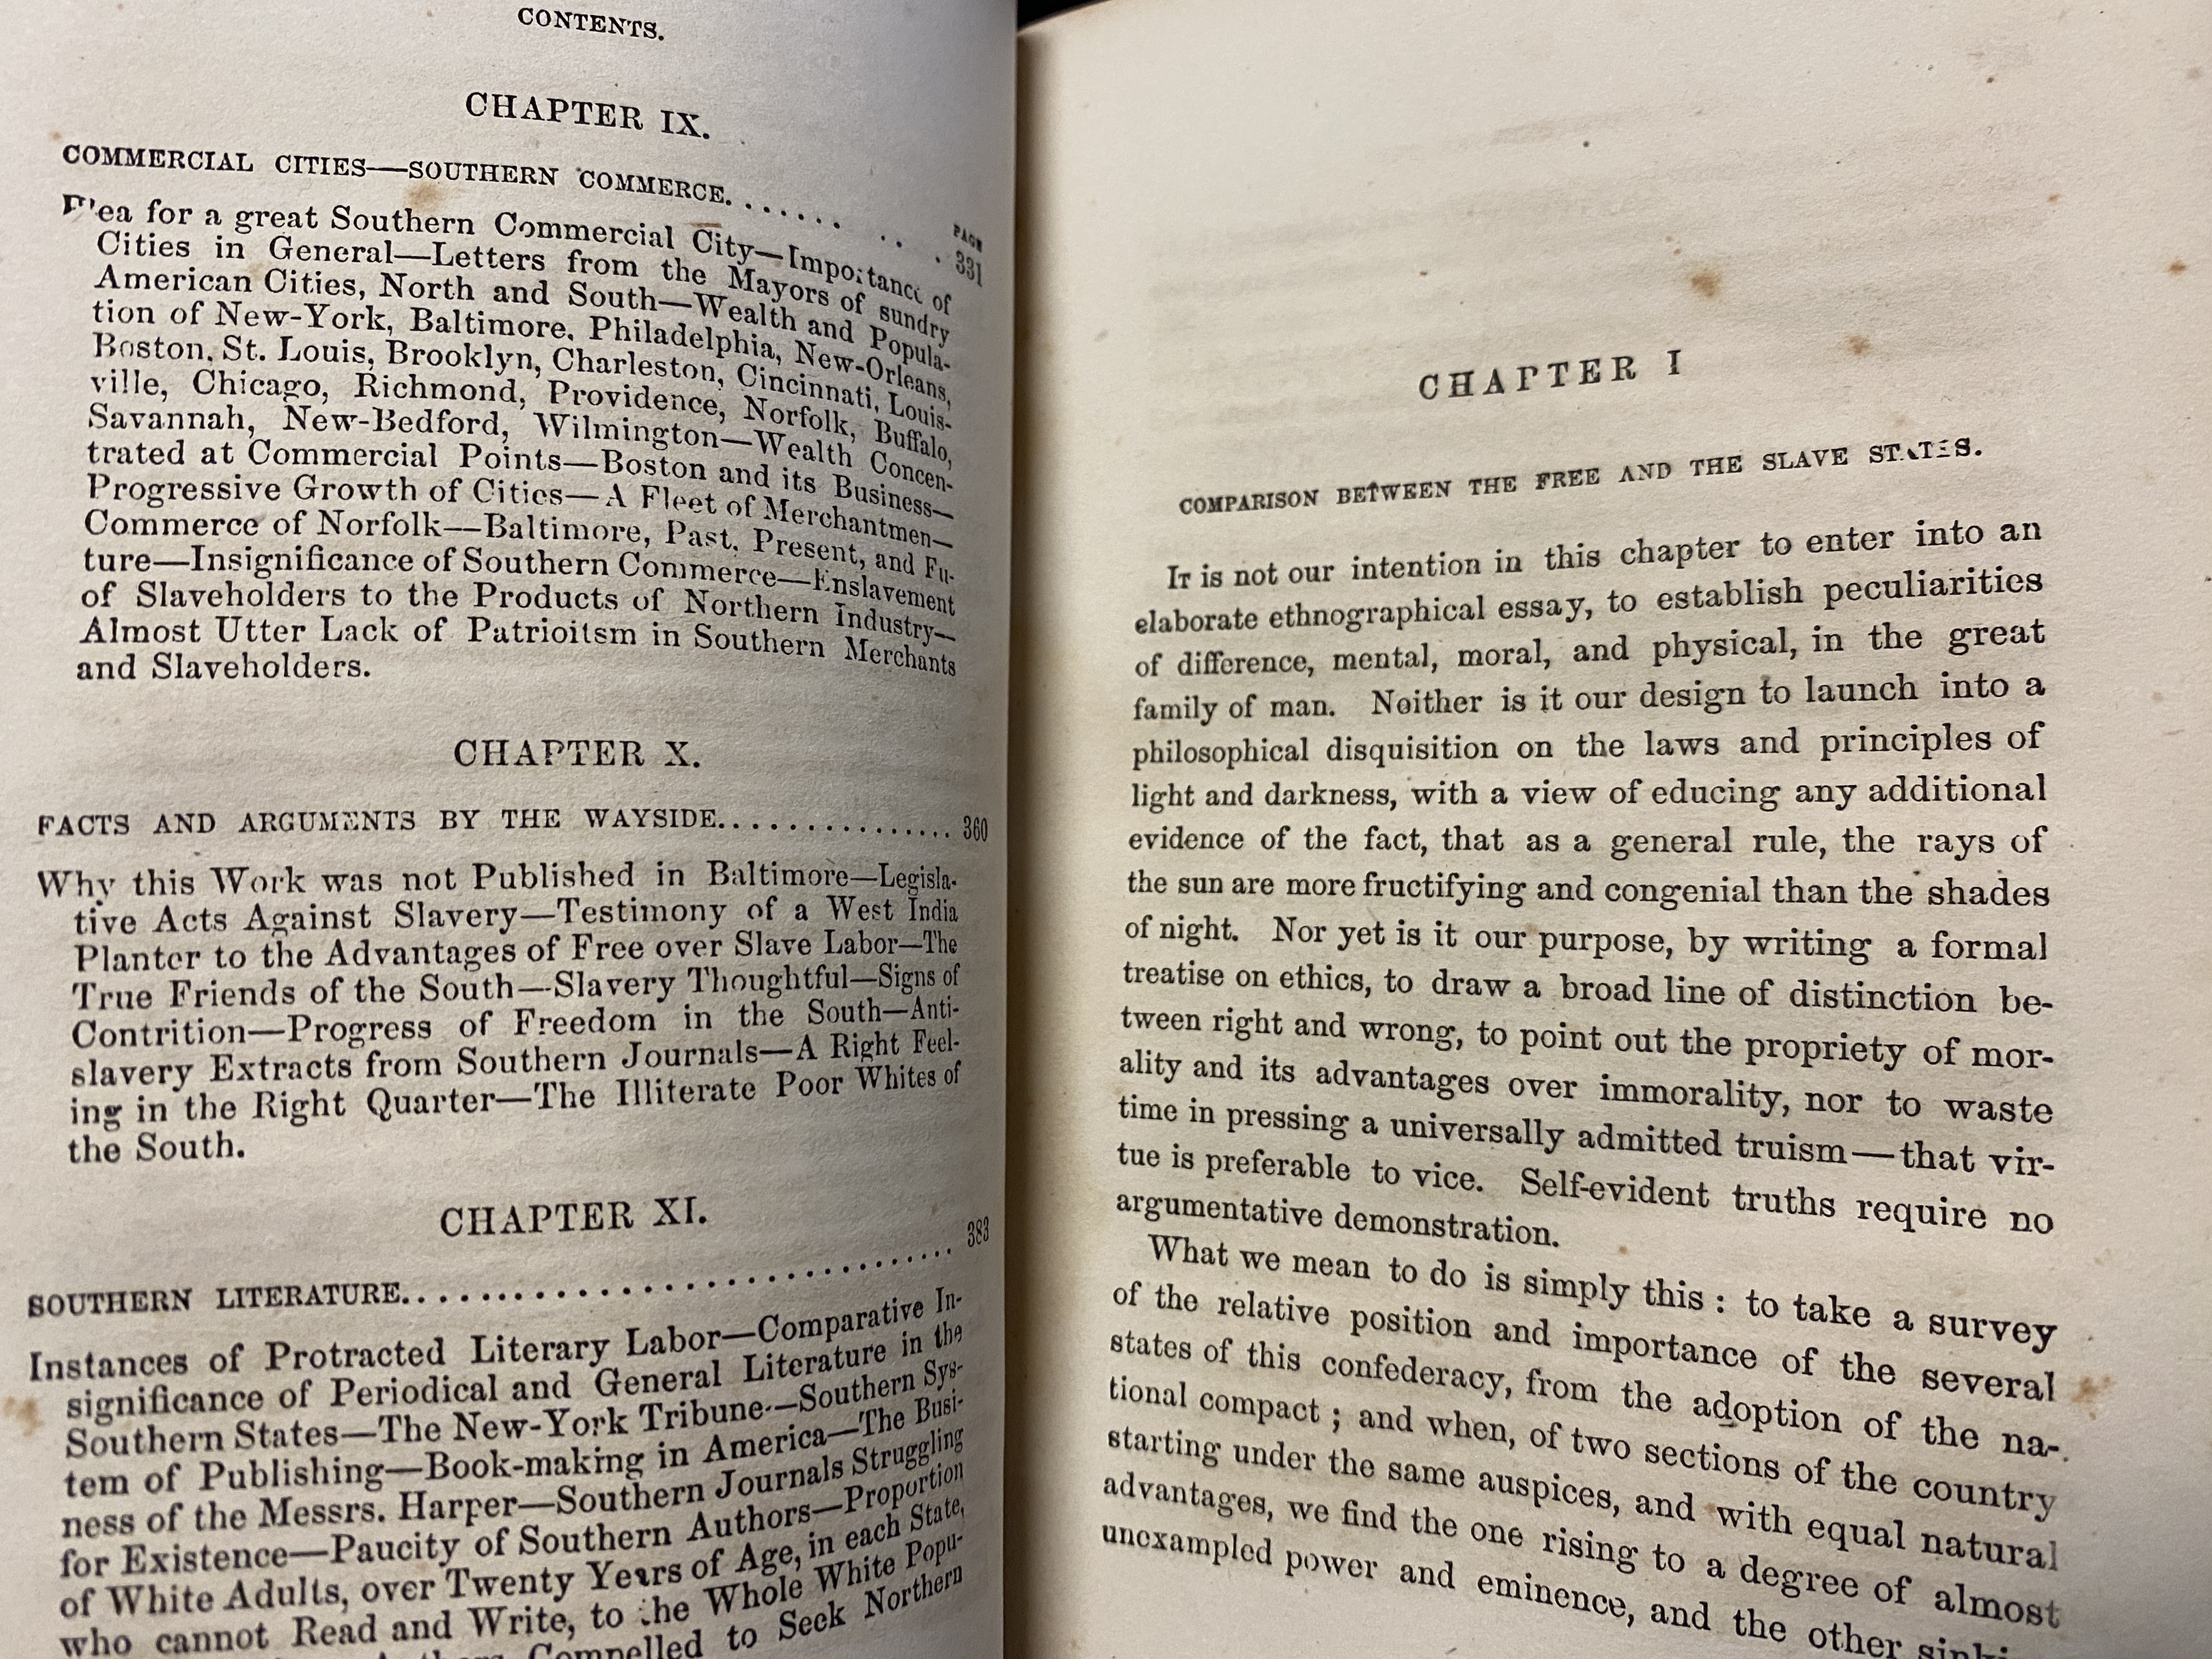 CONTENTS.
CHAPTER IX.
PAGE
COMMERCIAL CITIES—SOUTHERN COMMERCE. . . . . . . . . . 331
Plea for a great Southern Commercial City—Importance of
Cities in General—Letters from the Mayors of sundry
American Cities, North and South—Wealth and Popula-
tion of New-York, Baltimore, Philadelphia, New-Orleans,
Boston, St. Louis, Brooklyn, Charleston, Cincinnati, Louis-
ville, Chicago, Richmond, Providence, Norfolk, Buffalo,
Savannah, New-Bedford, Wilmington—Wealth Concen-
trated at Commercial Points—Boston and its Business—
Progressive Growth of Cities—A Fleet of Merchantmen—
Commerce of Norfolk—Baltimore, Past, Present, and Fu-
ture—Insignificance of Southern Commerce—Enslavement
of Slaveholders to the Products of Northern Industry—
Almost Utter Lack of Patrioitsm in Southern Merchants
and Slaveholders.
CHAPTER X.
FACTS AND ARGUMENTS BY THE WAYSIDE................ 360
Why this Work was not Published in Baltimore—Legisla-
tive Acts Against Slavery—Testimony of a West India
Planter to the Advantages of Free over Slave Labor—The
True Friends of the South—Slavery Thoughtful—Signs of
Contrition—Progress of Freedom in the South—Anti-
slavery Extracts from Southern Journals—A Right Feel-
ing in the Right Quarter—The Illiterate Poor Whites of
the South.
CHAPTER XI.
SOUTHERN LITERATURE................................. 383
Instances of Protracted Literary Labor—Comparative In-
significance of Periodical and General Literature in the
Southern States—The New-York Tribune—Southern Sys-
tem of Publishing—Book-making in America—The Busi-
ness of the Messrs. Harper—Southern Journals Struggling
for Existence—Paucity of Southern Authors—Proportion
of White Adults, over Twenty Years of Age, in each State,
who cannot Read and Write, to the Whole White Popu-
Compelled to Seek Northern
CHAPTER I
COMPARISON BETWEEN THE FREE AND THE SLAVE STATES.
IT is not our intention in this chapter to enter into an
elaborate ethnographical essay, to establish peculiarities
of difference, mental, moral, and physical, in the great
family of man. Neither is it our design to launch into a
philosophical disquisition on the laws and principles of
light and darkness, with a view of educing any additional
evidence of the fact, that as a general rule, the rays of
the sun are more fructifying and congenial than the shades
of night. Nor yet is it our purpose, by writing a formal
treatise on ethics, to draw a broad line of distinction be-
tween right and wrong, to point out the propriety of mor-
ality and its advantages over immorality, nor to waste
time in pressing a universally admitted truism—that vir-
tue is preferable to vice. Self-evident truths require no
argumentative demonstration.
What we mean to do is simply this : to take a survey
of the relative position and importance of the several
states of this confederacy, from the adoption of the na-
tional compact ; and when, of two sections of the country
starting under the same auspices, and with equal natural
advantages, we find the one rising to a degree of almost
unexampled power and eminence, and the other